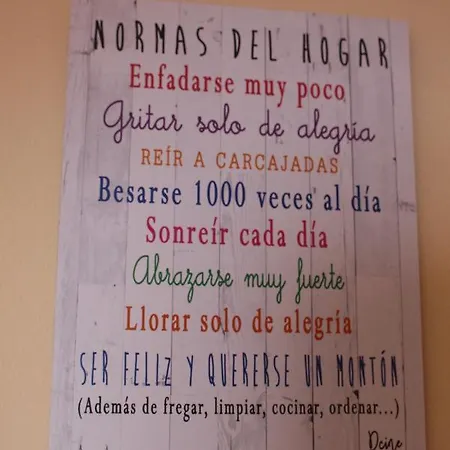 NORMAS DEL HOGAR
Enfadarse muy poco
Gritar solo de alegría
REÍR A CARCAJADAS
Besarse 1000 veces al día
Sonreír cada día
Abrazarse muy fuerte
Llorar solo de alegría
SER FELIZ Y QUERERSE UN MONTÓN
(Además de fregar, limpiar, cocinar, ordenar...)